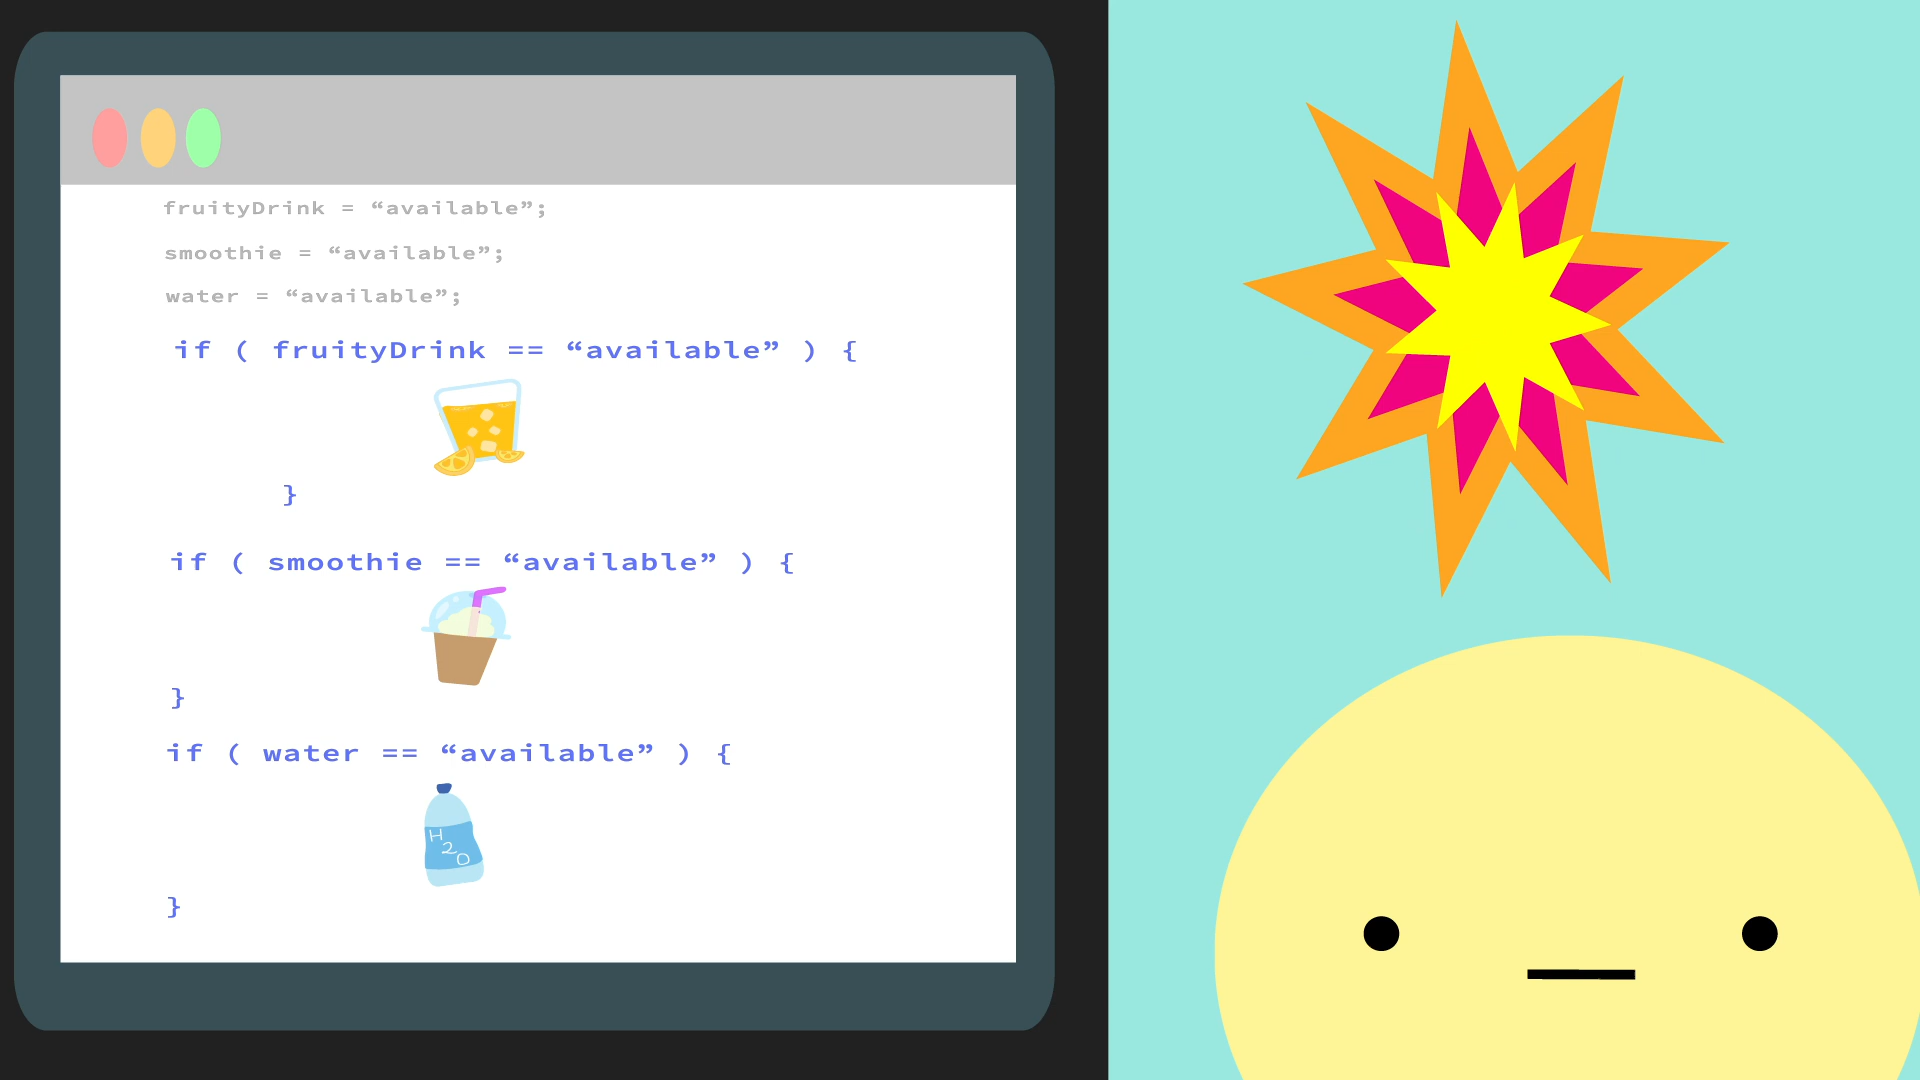 fruityDrink = “available”;
smoothie = “available”;
water = “available”;
if ( fruityDrink == “available” ) {
}
if ( smoothie == “available” ) {
}
if ( water == “available” ) {
H
2
O
}